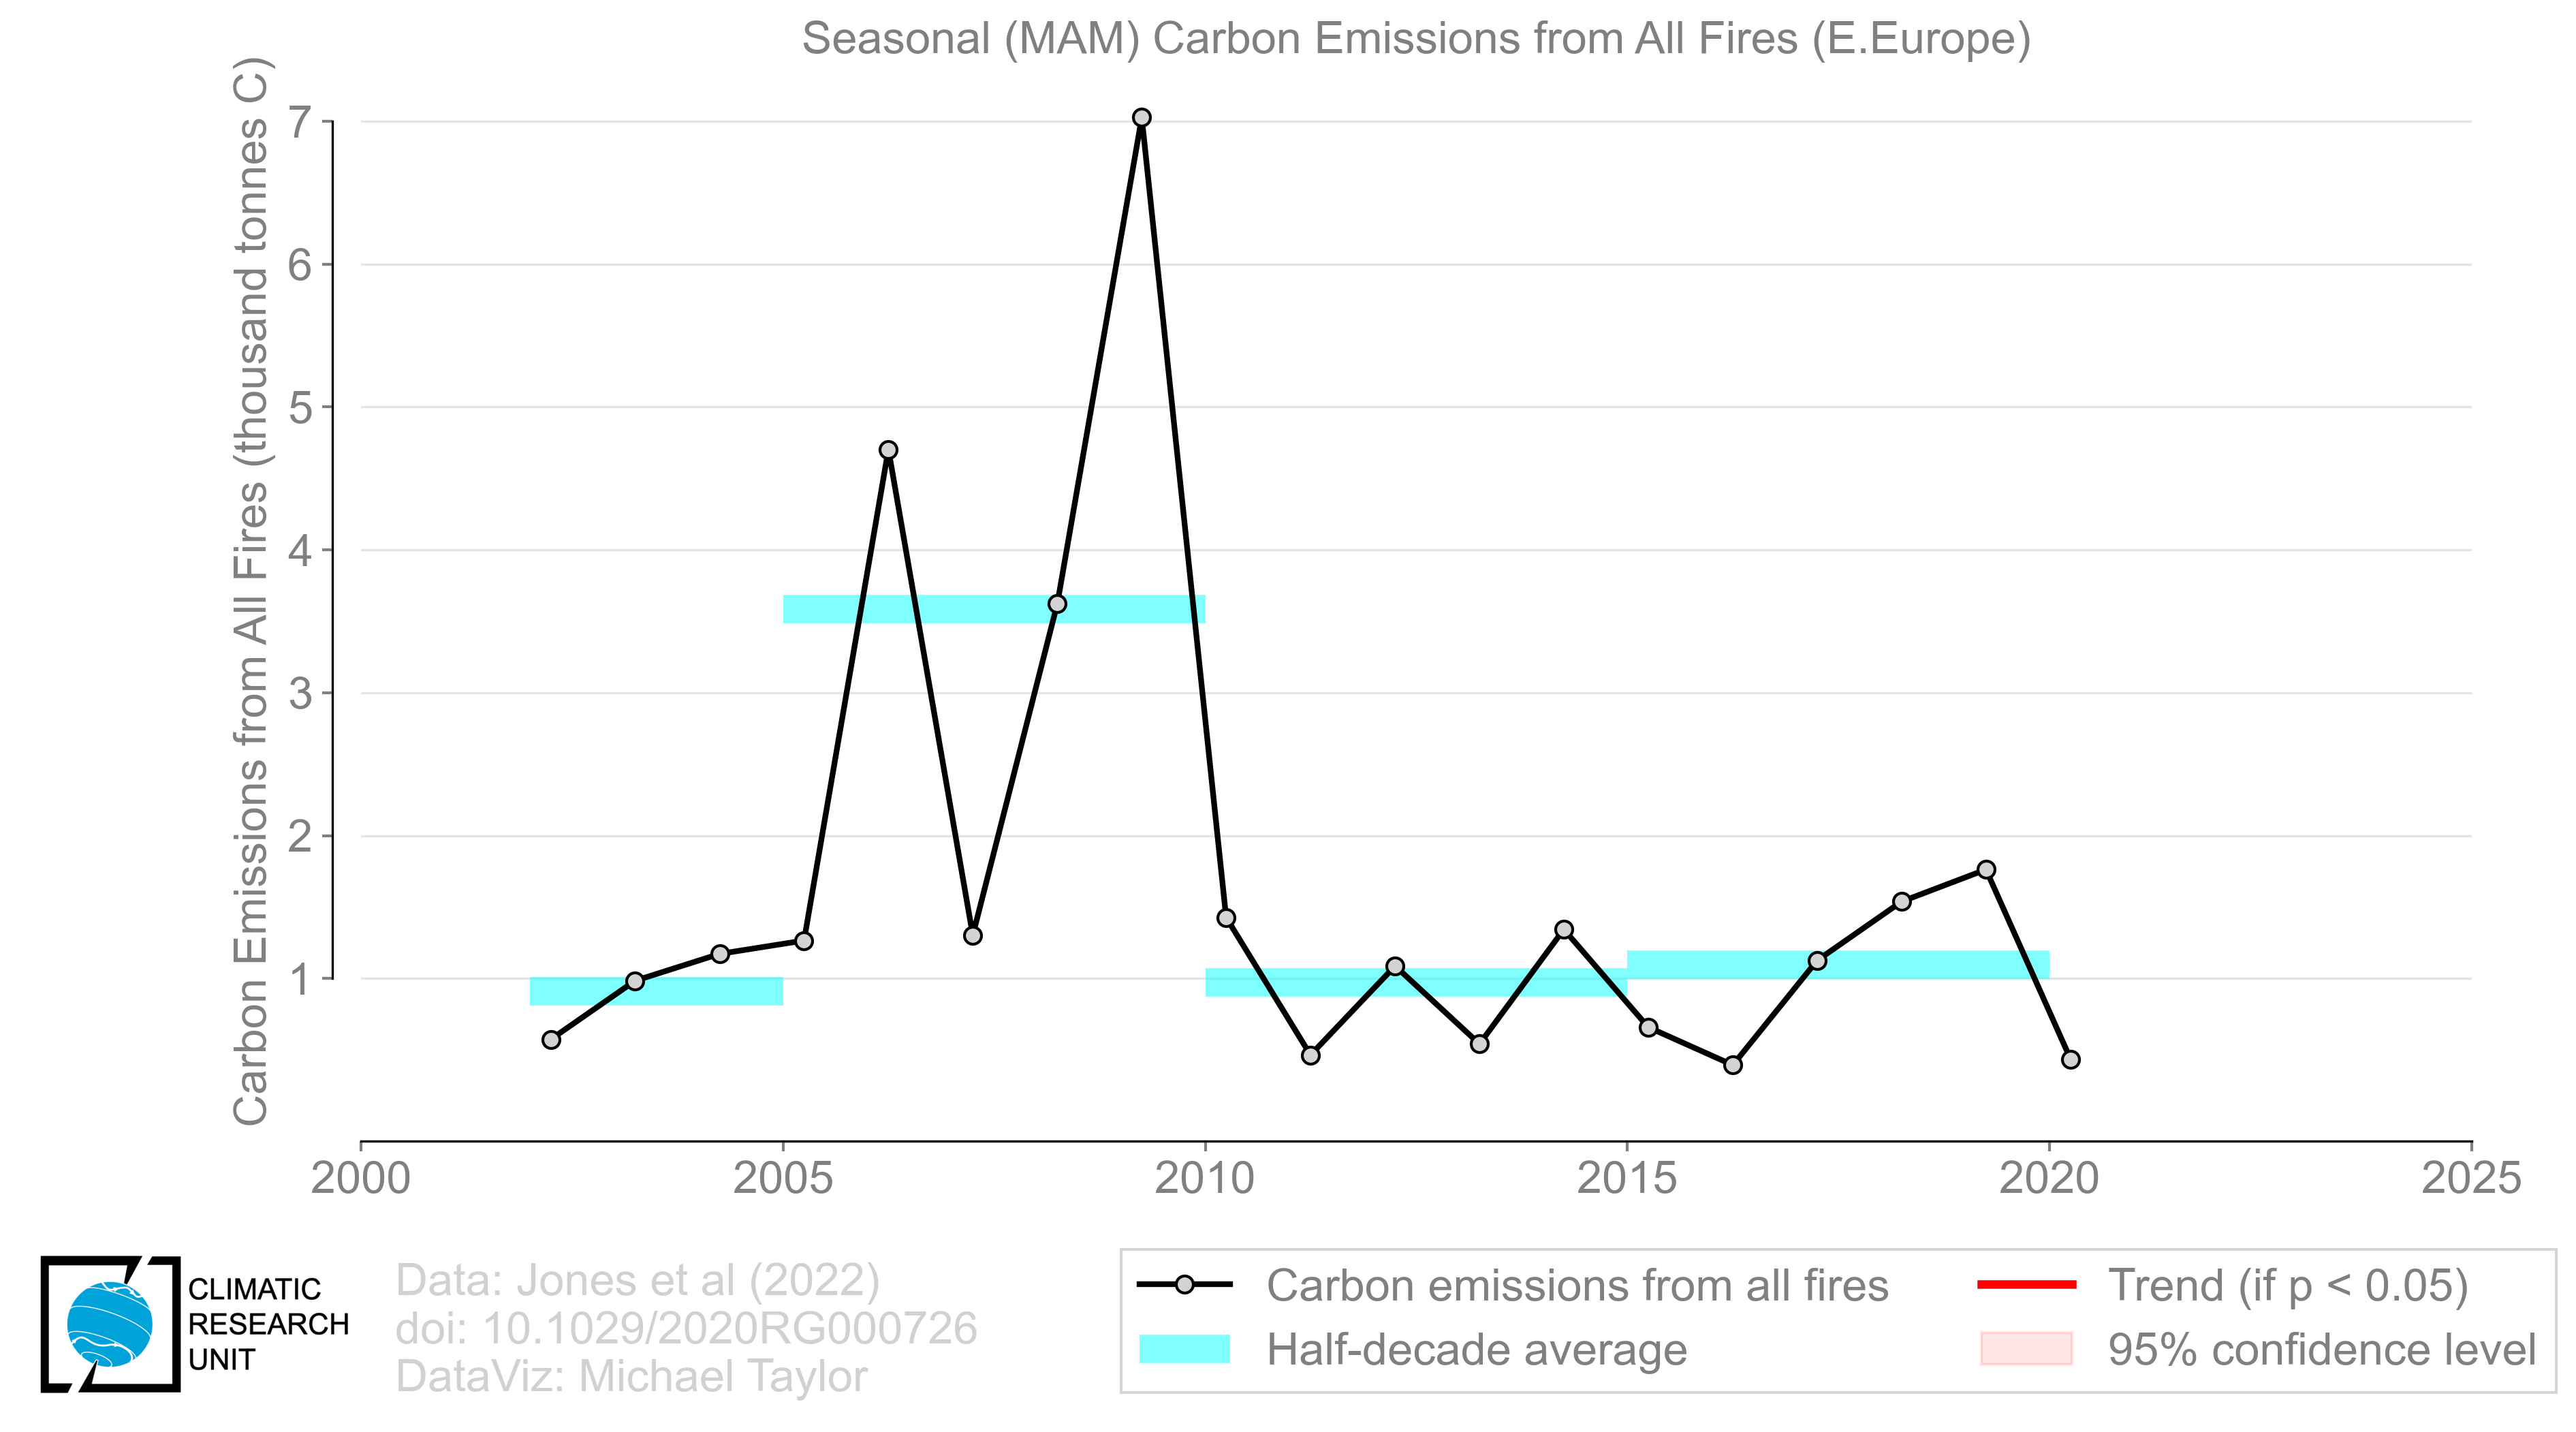 Seasonal (MAM) Carbon Emissions from All Fires (E.Europe)
Carbon Emissions from All Fires (thousand tonnes C)
7
6
5
4
3
2
1
2000 2005 2010 2015 2020 2025
CLIMATIC
RESEARCH
UNIT
Data: Jones et al (2022)
doi: 10.1029/2020RG000726
DataViz: Michael Taylor
Carbon emissions from all fires
Half-decade average
Trend (if p < 0.05)
95% confidence level